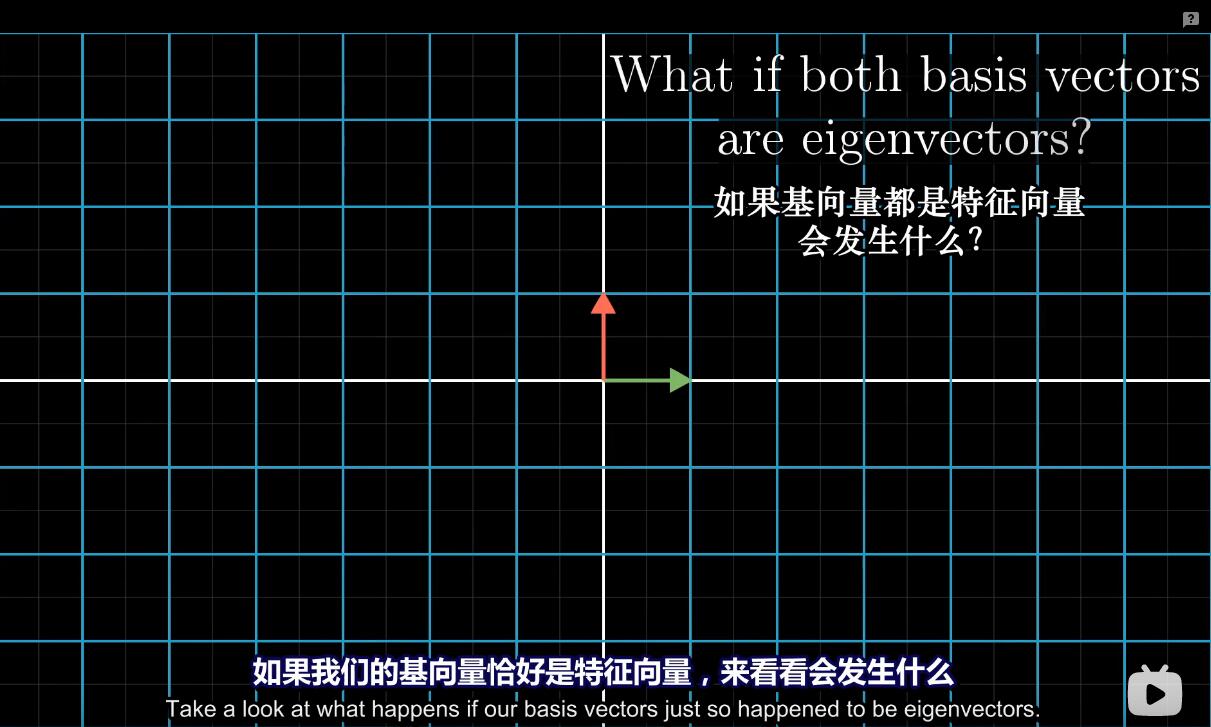 What if both basis vectors
are eigenvectors?
如果基向量都是特征向量
会发生什么？
如果我们的基向量恰好是特征向量，来看看会发生什么
Take a look at what happens if our basis vectors just so happened to be eigenvectors.